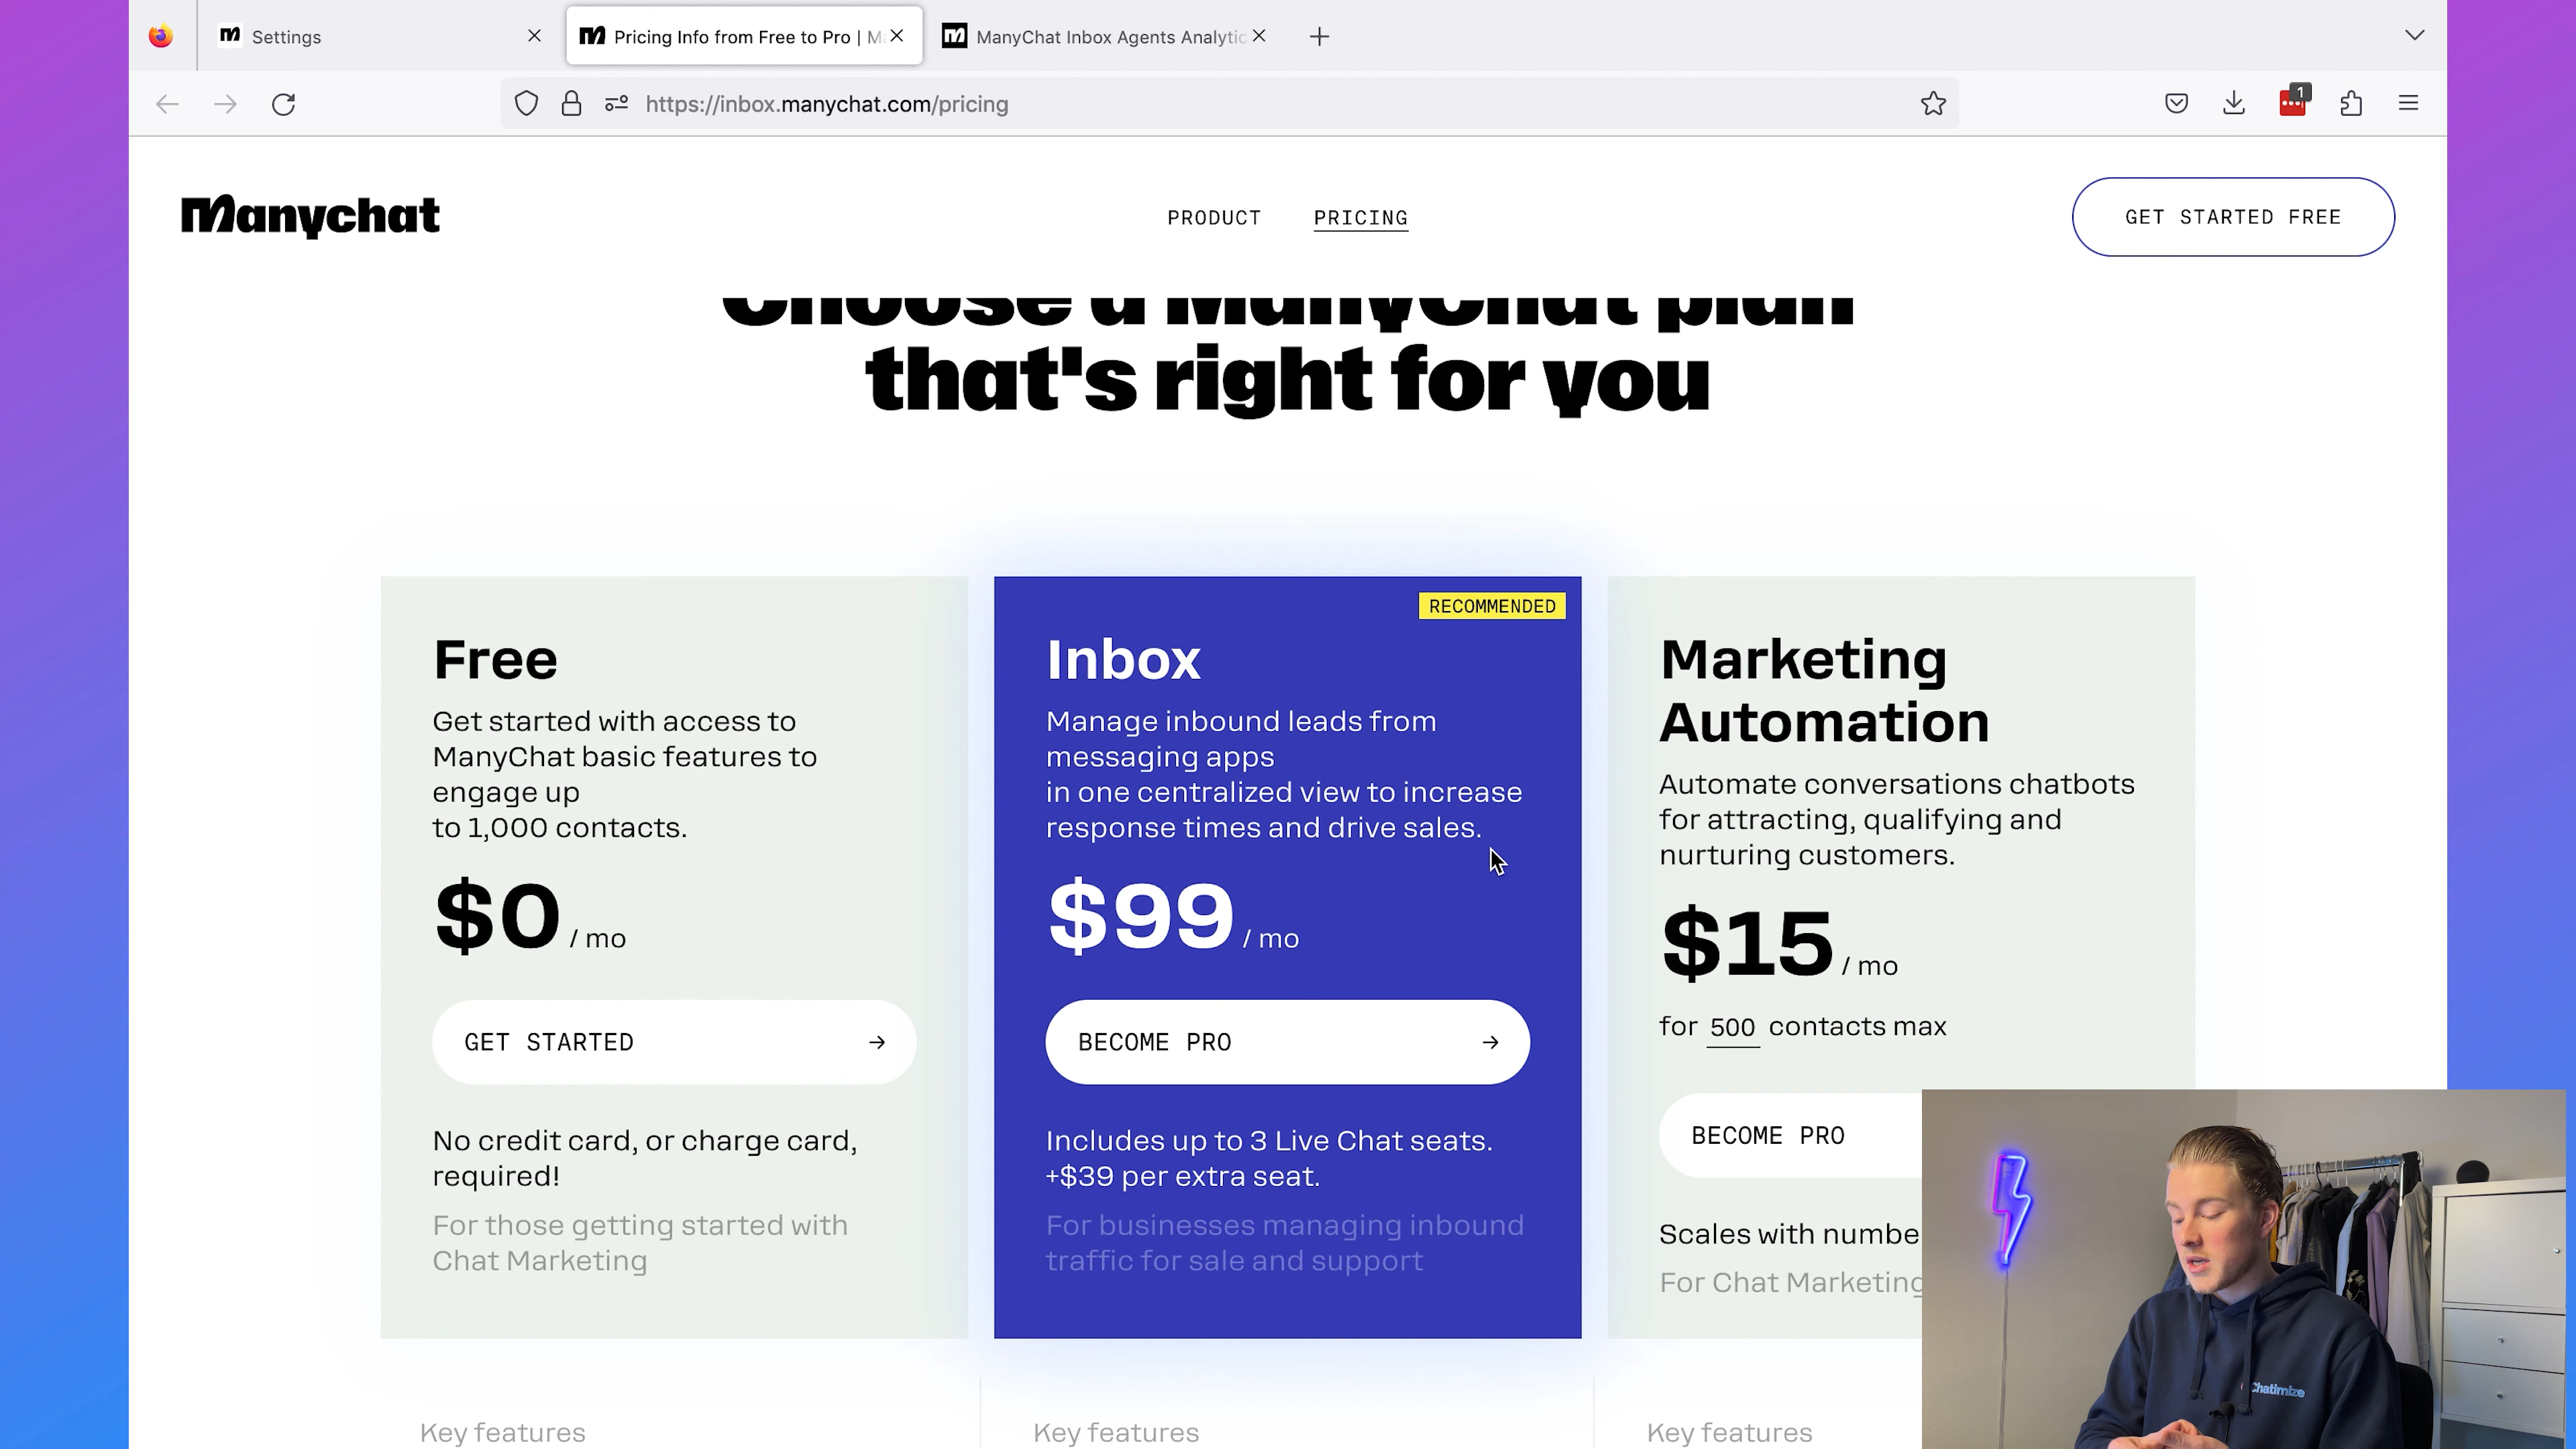 Settings
Pricing Info from Free to Pro | M
ManyChat Inbox Agents Analytic
1
https://inbox.manychat.com/pricing
Manychat
PRODUCT
PRICING
GET STARTED FREE
Choose a ManyChat plan
that's right for you
Free
Get started with access to
ManyChat basic features to
engage up
to 1,000 contacts.
$0 / mo
GET STARTED →
No credit card, or charge card,
required!
For those getting started with
Chat Marketing
Key features
RECOMMENDED
Inbox
Manage inbound leads from
messaging apps
in one centralized view to increase
response times and drive sales.
$99 / mo
BECOME PRO →
Includes up to 3 Live Chat seats.
+$39 per extra seat.
For businesses managing inbound
traffic for sale and support
Key features
Marketing
Automation
Automate conversations chatbots
for attracting, qualifying and
nurturing customers.
$15 / mo
for 500 contacts max
BECOME PRO
Scales with numbe
For Chat Marketing
Key features
Chatimize